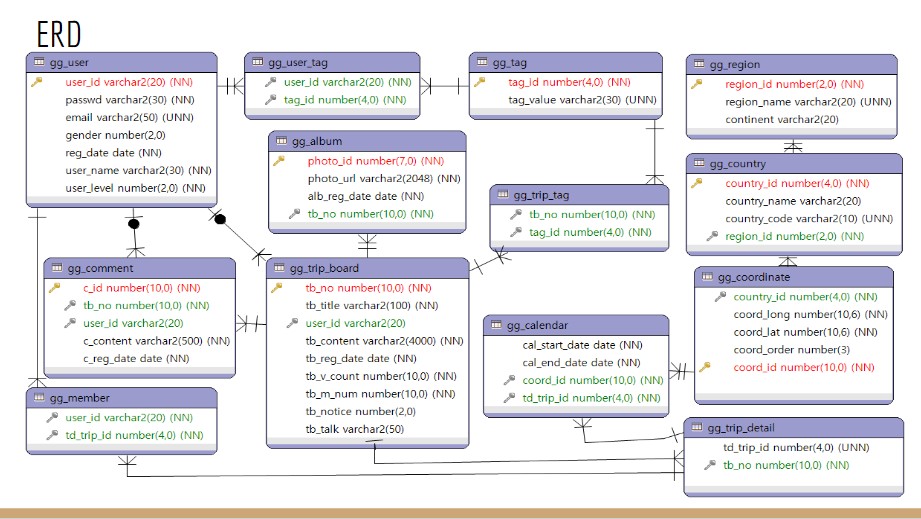 ERD
gg_user
user_id varchar2(20) (NN)
passwd varchar2(30) (NN)
email varchar2(50) (UNN)
gender number(2,0)
reg_date date (NN)
user_name varchar2(30) (NN)
user_level number(2,0) (NN)
gg_user_tag
user_id varchar2(20) (NN)
tag_id number(4,0) (NN)
gg_tag
tag_id number(4,0) (NN)
tag_value varchar2(30) (UNN)
gg_region
region_id number(2,0) (NN)
region_name varchar2(20) (UNN)
continent varchar2(20)
gg_album
photo_id number(7,0) (NN)
photo_url varchar2(2048) (NN)
alb_reg_date date (NN)
tb_no number(10,0) (NN)
gg_trip_tag
tb_no number(10,0) (NN)
tag_id number(4,0) (NN)
gg_country
country_id number(4,0) (NN)
country_name varchar2(20)
country_code varchar2(10) (UNN)
region_id number(2,0) (NN)
gg_comment
c_id number(10,0) (NN)
tb_no number(10,0) (NN)
user_id varchar2(20)
c_content varchar2(500) (NN)
c_reg_date date (NN)
gg_trip_board
tb_no number(10,0) (NN)
tb_title varchar2(100) (NN)
user_id varchar2(20)
tb_content varchar2(4000) (NN)
tb_reg_date date (NN)
tb_v_count number(10,0) (NN)
tb_m_num number(10,0) (NN)
tb_notice number(2,0)
tb_talk varchar2(50)
gg_calendar
cal_start_date date (NN)
cal_end_date date (NN)
coord_id number(10,0) (NN)
td_trip_id number(4,0) (NN)
gg_coordinate
country_id number(4,0) (NN)
coord_long number(10,6) (NN)
coord_lat number(10,6) (NN)
coord_order number(3)
coord_id number(10,0) (NN)
gg_member
user_id varchar2(20) (NN)
td_trip_id number(4,0) (NN)
gg_trip_detail
td_trip_id number(4,0) (UNN)
tb_no number(10,0) (NN)